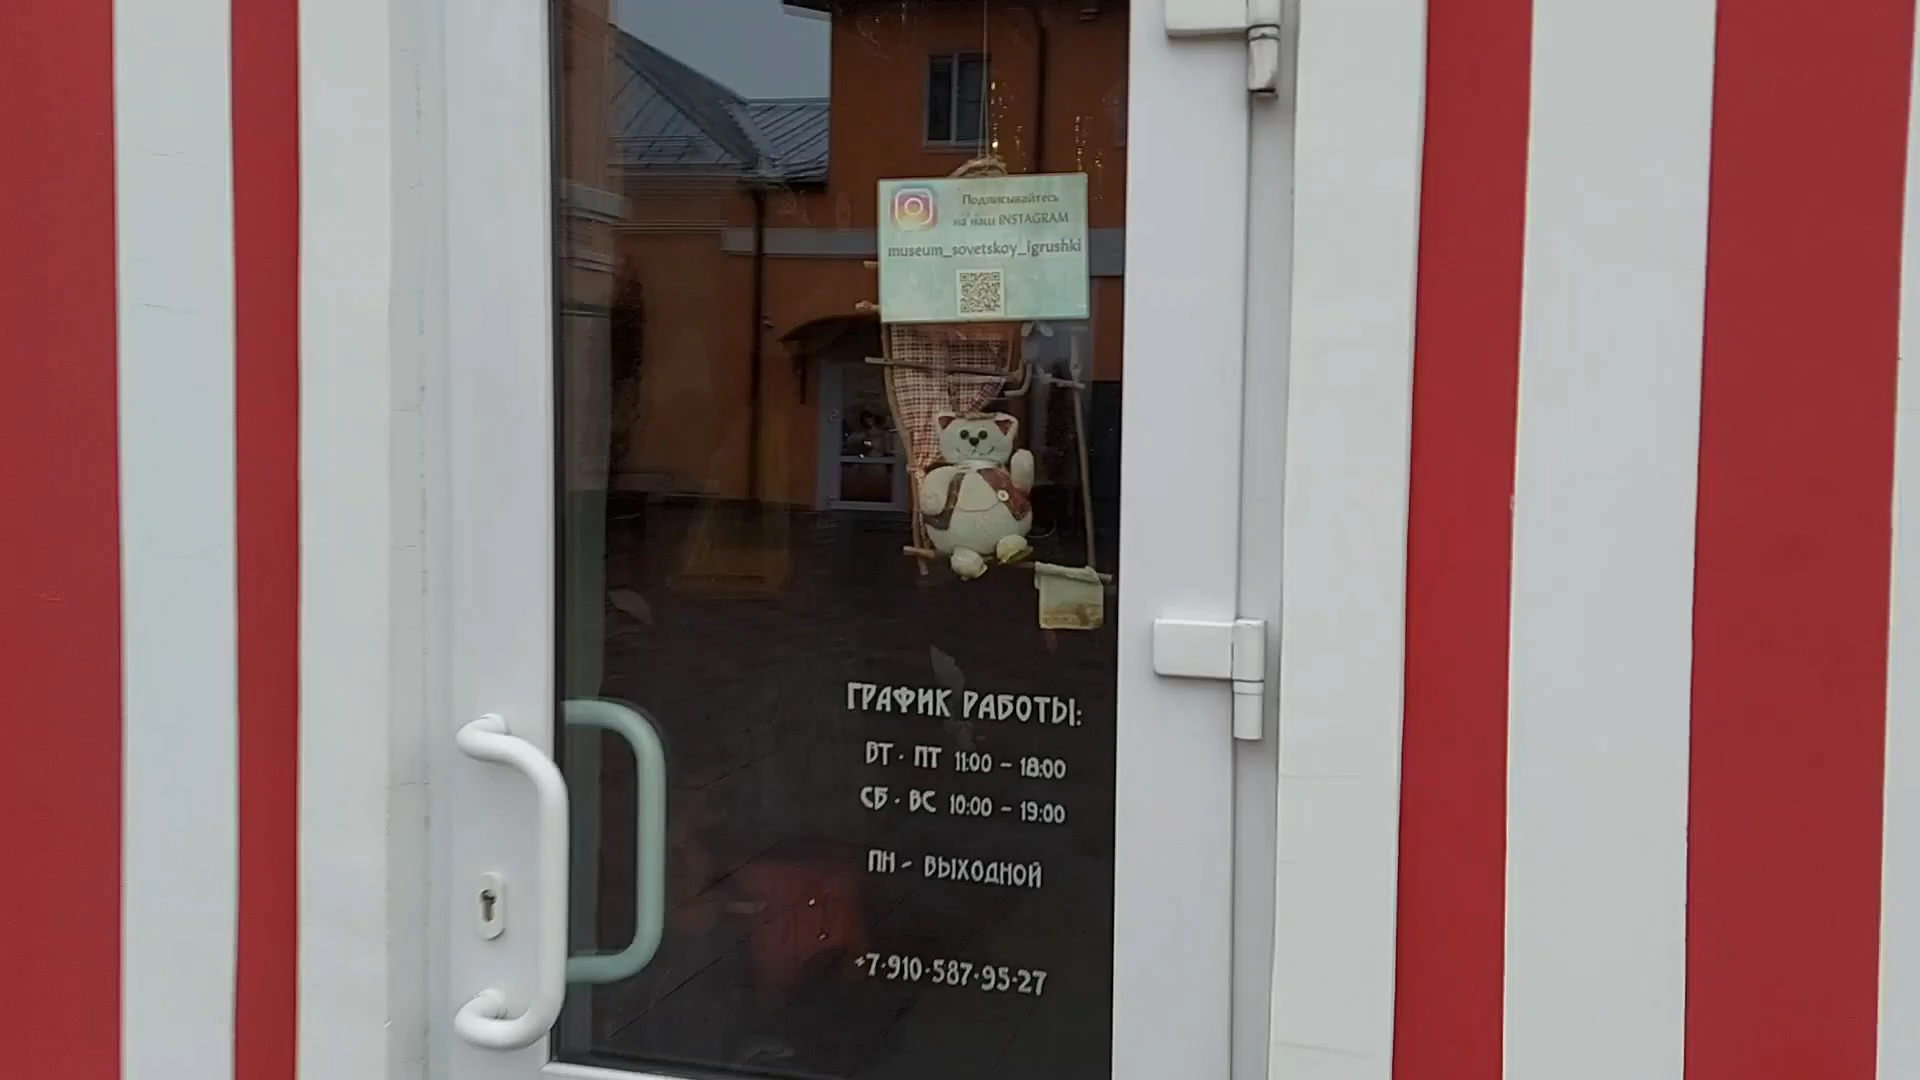 Подписывайтесь
на наш INSTAGRAM
museum_sovetskoy_igrushki
ГРАФИК РАБОТЫ:
ВТ · ПТ 11:00 – 18:00
СБ · ВС 10:00 – 19:00
ПН - ВЫХОДНОЙ
+7·910·587·95·27